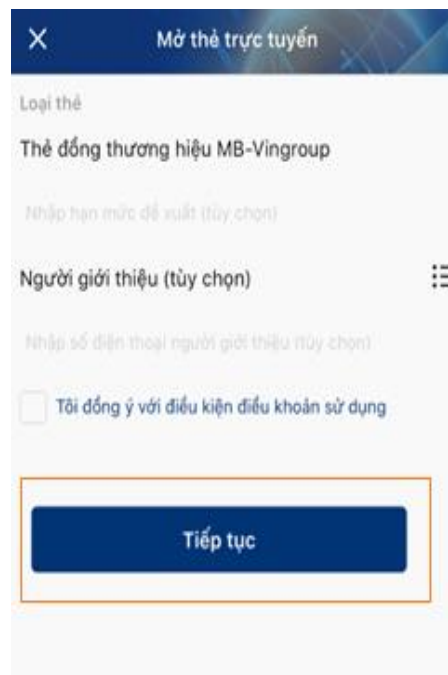 Mở thẻ trực tuyến
Loại thẻ
Thẻ đồng thương hiệu MB-Vingroup
Nhập hạn mức đề xuất (tùy chọn)
Người giới thiệu (tùy chọn)
Nhập số điện thoại người giới thiệu (tùy chọn)
Tôi đồng ý với điều kiện điều khoản sử dụng
Tiếp tục